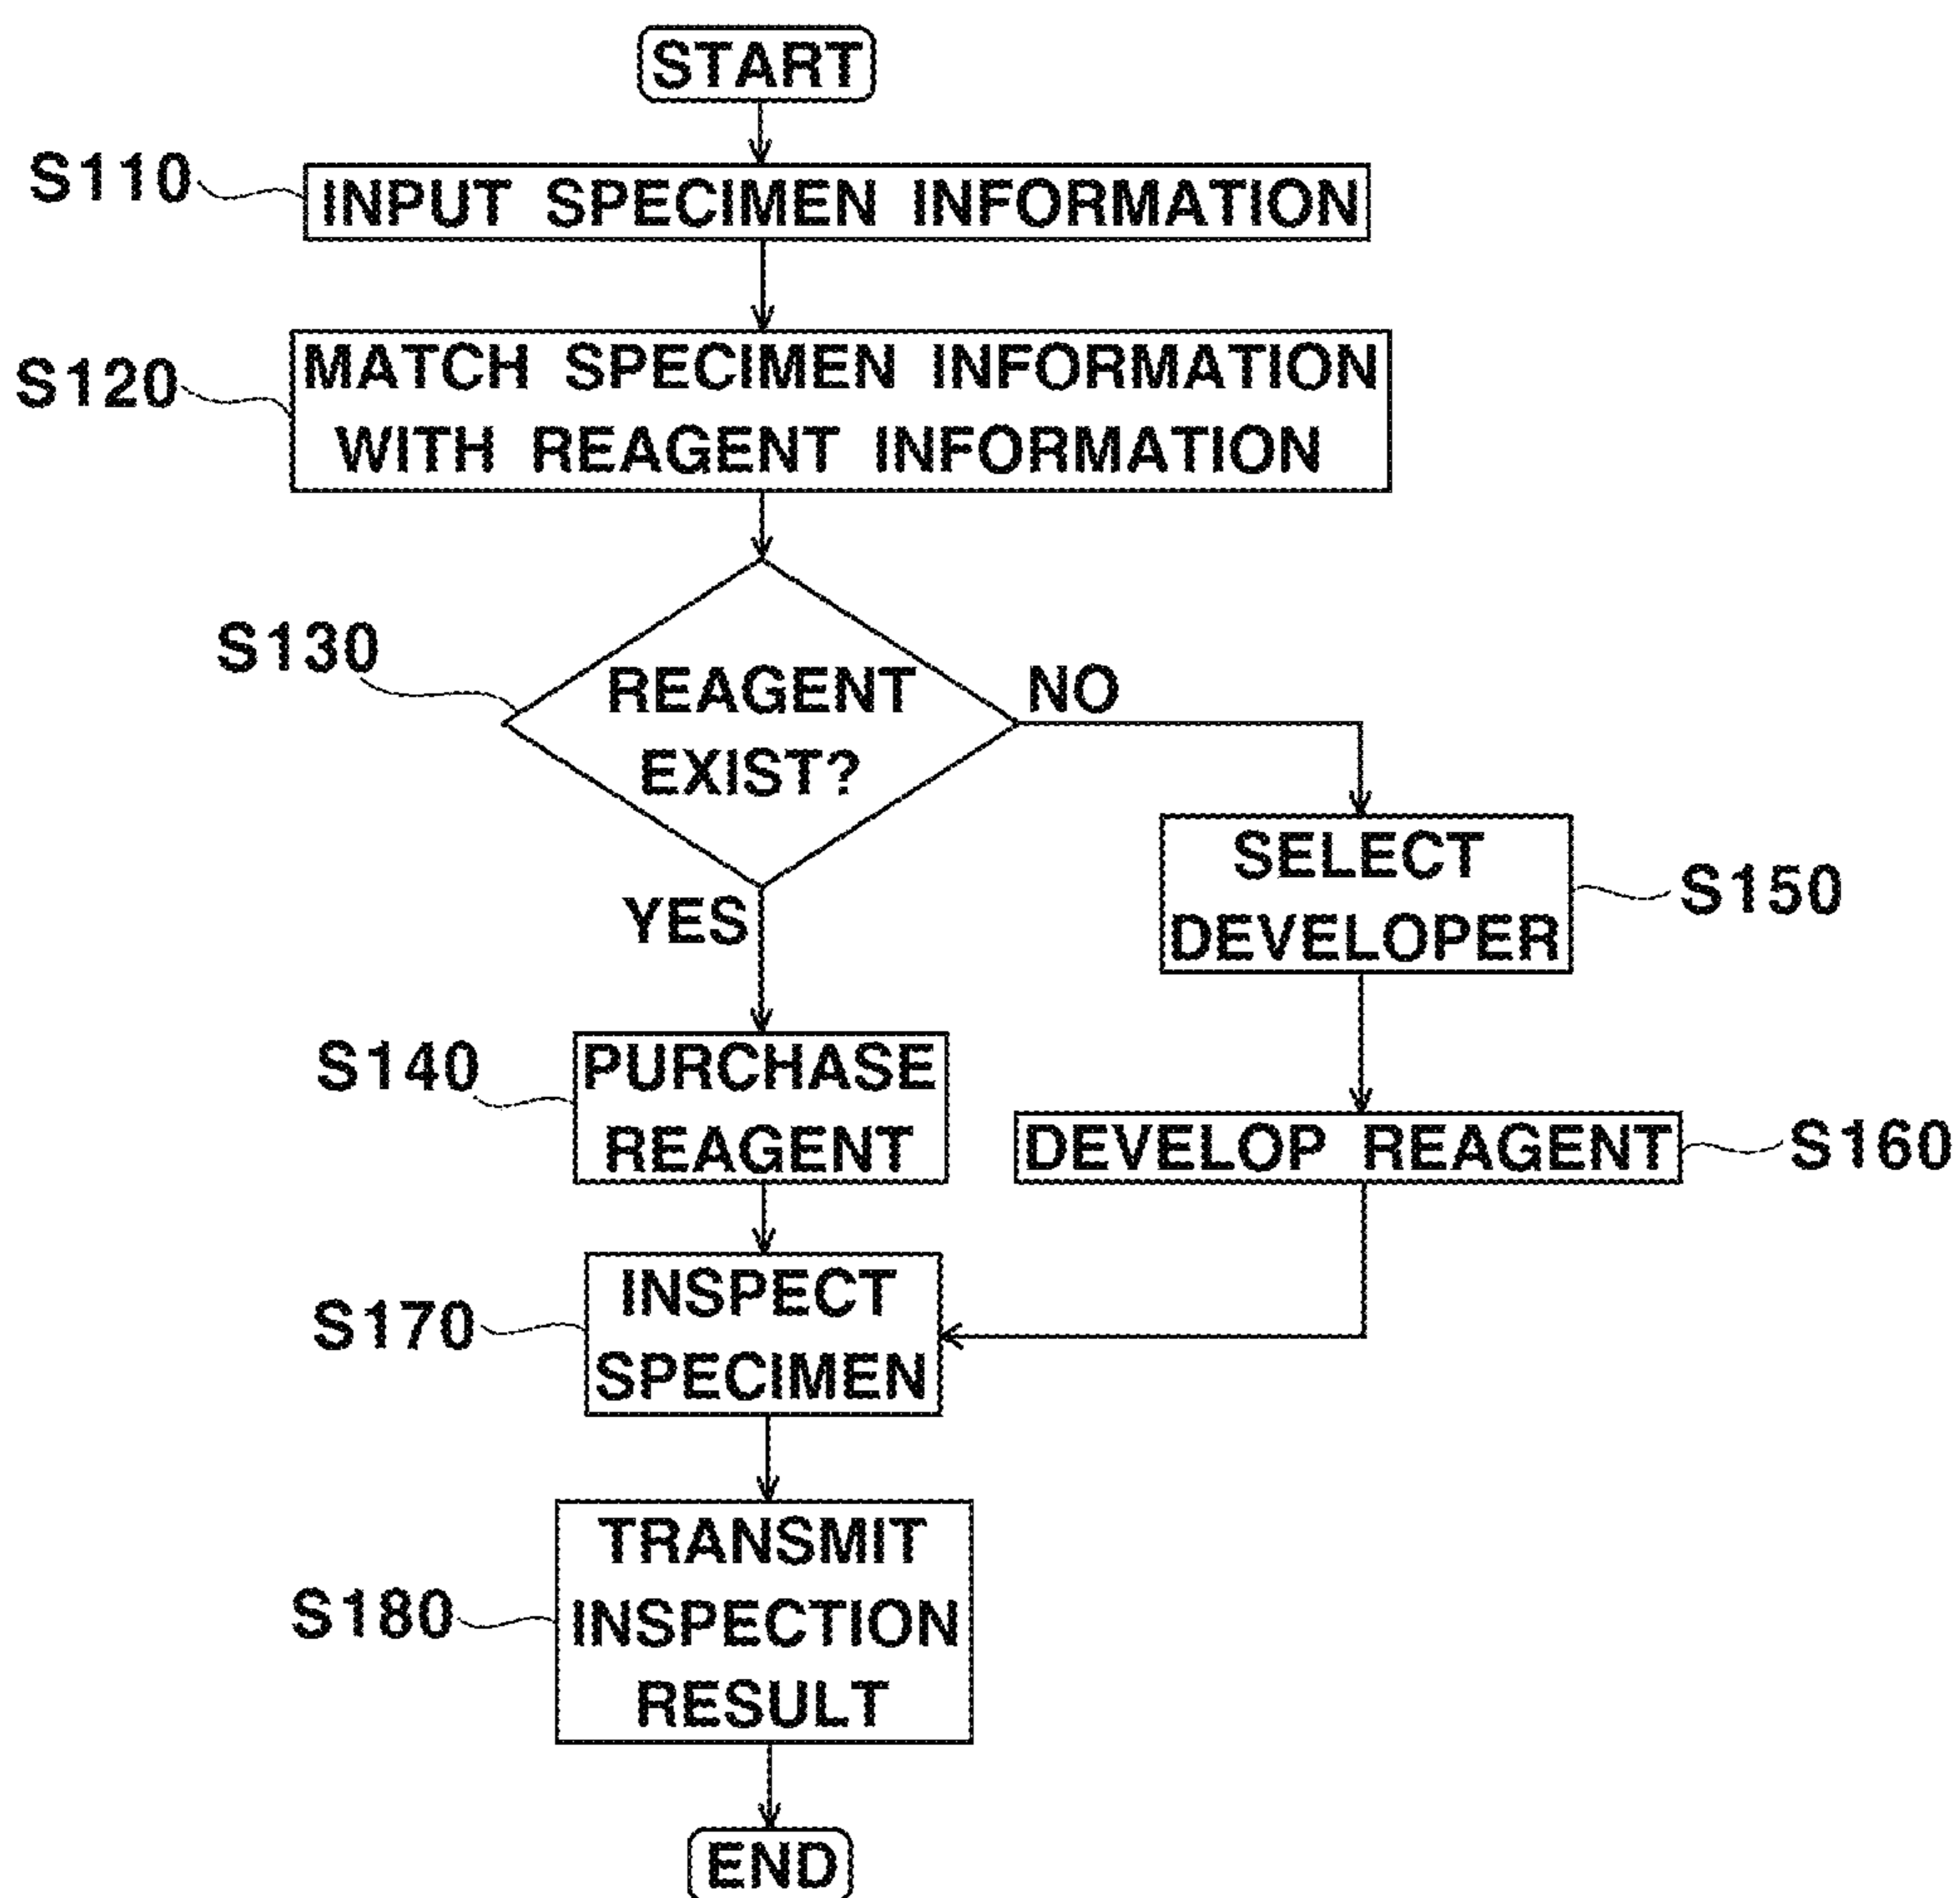 START
S110
INPUT SPECIMEN INFORMATION
S120
MATCH SPECIMEN INFORMATION
WITH REAGENT INFORMATION
S130
REAGENT
EXIST?
NO
YES
SELECT
DEVELOPER
S150
S140
PURCHASE
REAGENT
DEVELOP REAGENT
S160
S170
INSPECT
SPECIMEN
S180
TRANSMIT
INSPECTION
RESULT
END